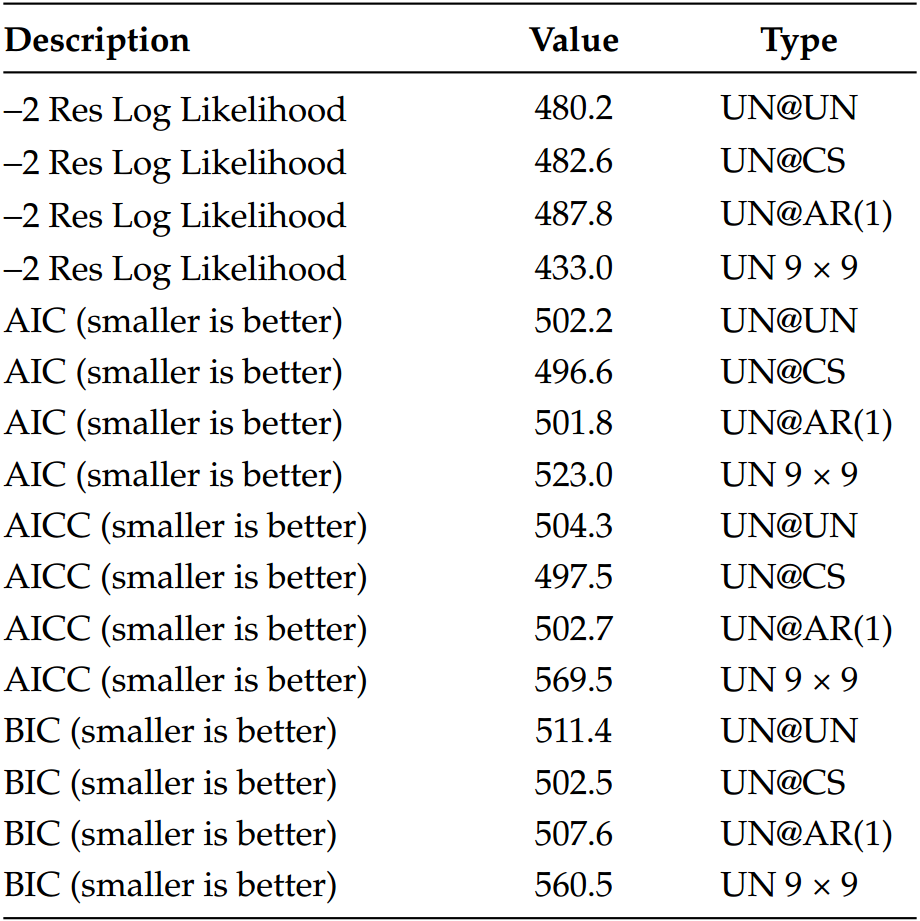 Description Value Type
–2 Res Log Likelihood 480.2 UN@UN
–2 Res Log Likelihood 482.6 UN@CS
–2 Res Log Likelihood 487.8 UN@AR(1)
–2 Res Log Likelihood 433.0 UN 9 × 9
AIC (smaller is better) 502.2 UN@UN
AIC (smaller is better) 496.6 UN@CS
AIC (smaller is better) 501.8 UN@AR(1)
AIC (smaller is better) 523.0 UN 9 × 9
AICC (smaller is better) 504.3 UN@UN
AICC (smaller is better) 497.5 UN@CS
AICC (smaller is better) 502.7 UN@AR(1)
AICC (smaller is better) 569.5 UN 9 × 9
BIC (smaller is better) 511.4 UN@UN
BIC (smaller is better) 502.5 UN@CS
BIC (smaller is better) 507.6 UN@AR(1)
BIC (smaller is better) 560.5 UN 9 × 9